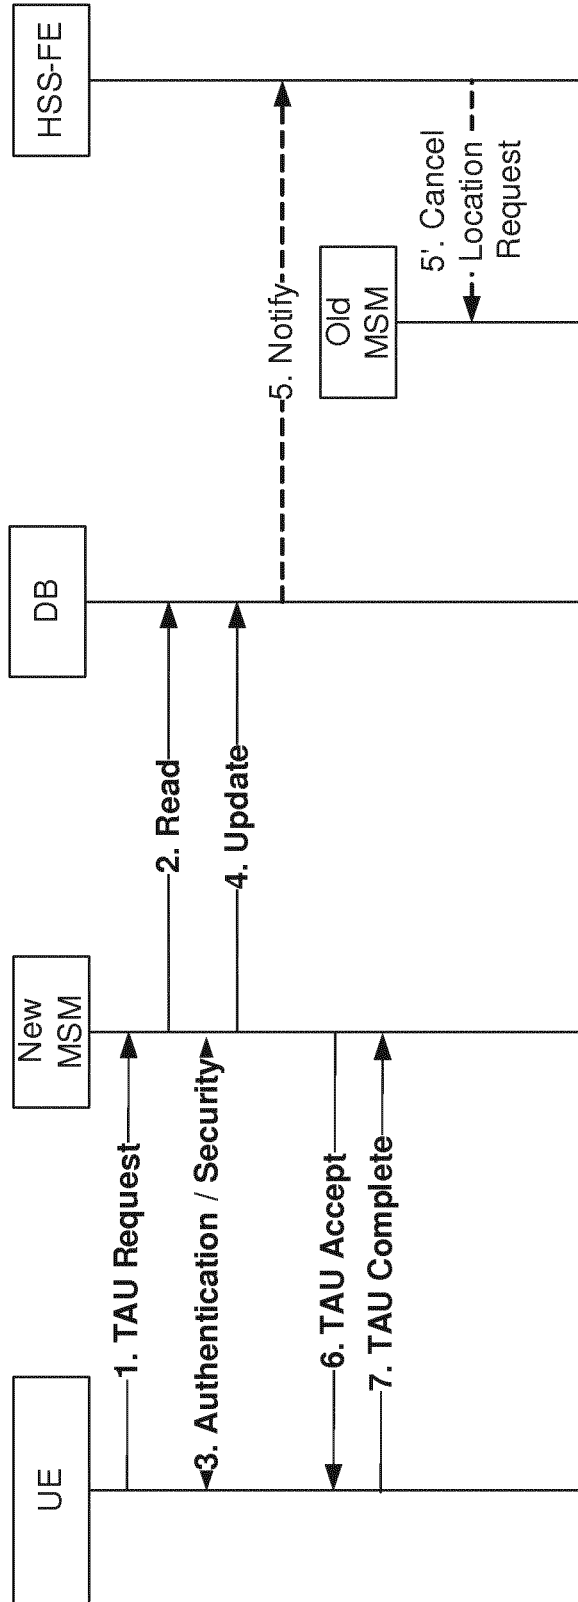 UE
New
MSM
DB
HSS-FE
1. TAU Request
2. Read
3. Authentication / Security
4. Update
5. Notify
Old
MSM
5'. Cancel
Location
Request
6. TAU Accept
7. TAU Complete